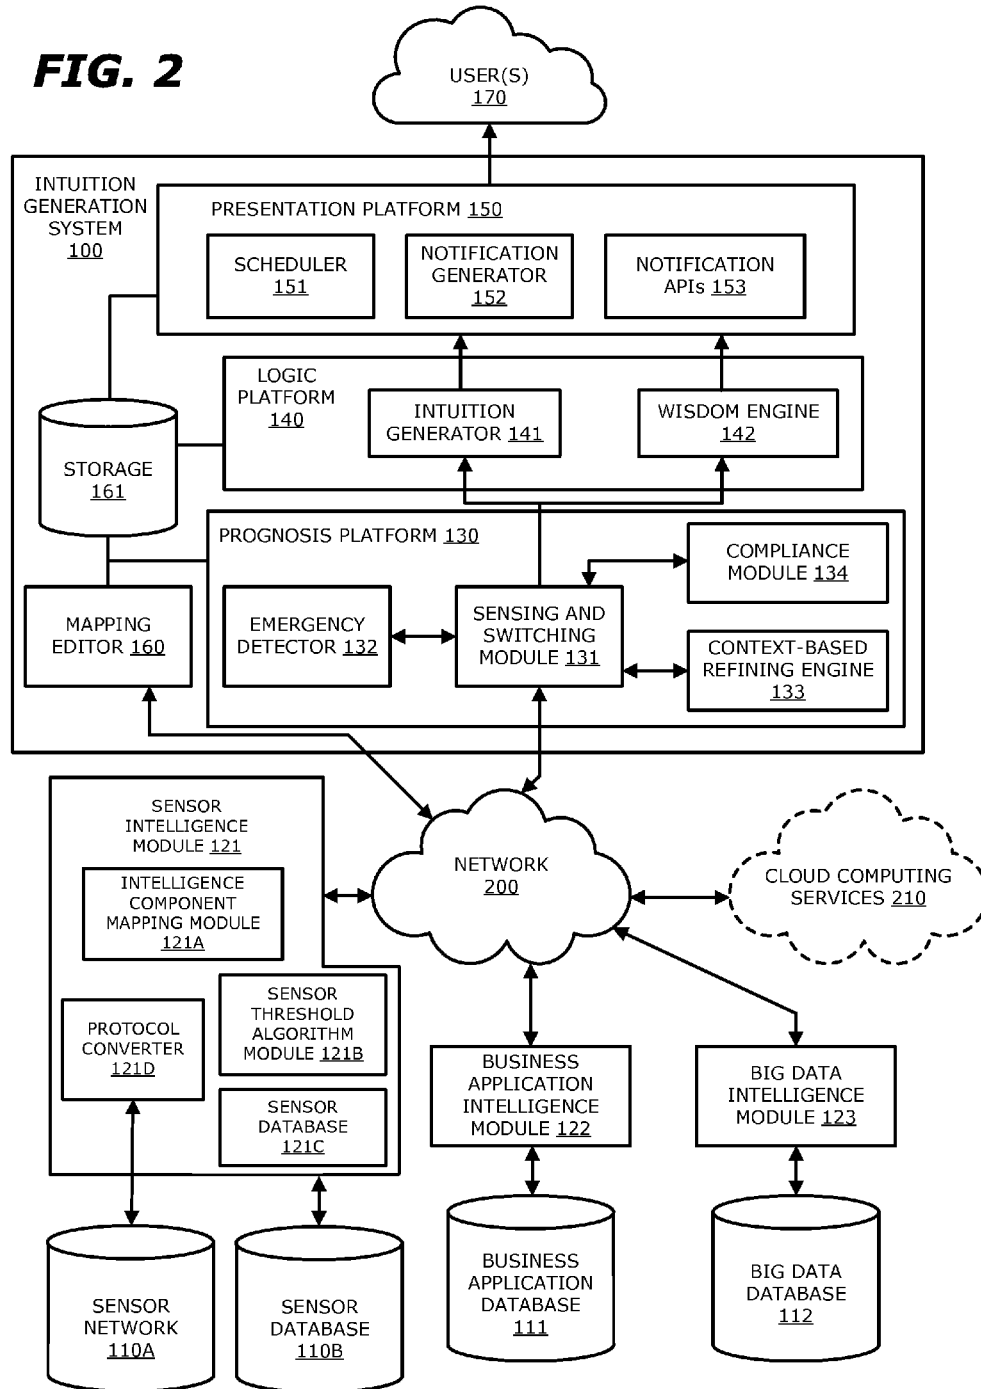 FIG. 2
USER(S)
170
INTUITION
GENERATION
SYSTEM
100
PRESENTATION PLATFORM 150
SCHEDULER
151
NOTIFICATION
GENERATOR
152
NOTIFICATION
APIs 153
LOGIC
PLATFORM
140
INTUITION
GENERATOR 141
WISDOM ENGINE
142
STORAGE
161
PROGNOSIS PLATFORM 130
COMPLIANCE
MODULE 134
MAPPING
EDITOR 160
EMERGENCY
DETECTOR 132
SENSING AND
SWITCHING
MODULE 131
CONTEXT-BASED
REFINING ENGINE
133
SENSOR
INTELLIGENCE
MODULE 121
INTELLIGENCE
COMPONENT
MAPPING MODULE
121A
NETWORK
200
CLOUD COMPUTING
SERVICES 210
PROTOCOL
CONVERTER
121D
SENSOR
THRESHOLD
ALGORITHM
MODULE 121B
SENSOR
DATABASE
121C
BUSINESS
APPLICATION
INTELLIGENCE
MODULE 122
BIG DATA
INTELLIGENCE
MODULE 123
SENSOR
NETWORK
110A
SENSOR
DATABASE
110B
BUSINESS
APPLICATION
DATABASE
111
BIG DATA
DATABASE
112